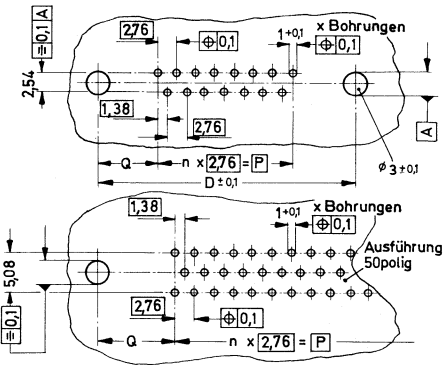 2,76
⌖ 0,1
1+0,1
x Bohrungen
⌖ 0,1
⌯ 0,1 A
2,54
1,38
2,76
A
Q
n x 2,76 = P
D ±0,1
ø 3 ±0,1
1,38
1+0,1
x Bohrungen
⌖ 0,1
Ausführung
50polig
5,08
⌯ 0,1
2,76
⌖ 0,1
Q
n x 2,76 = P